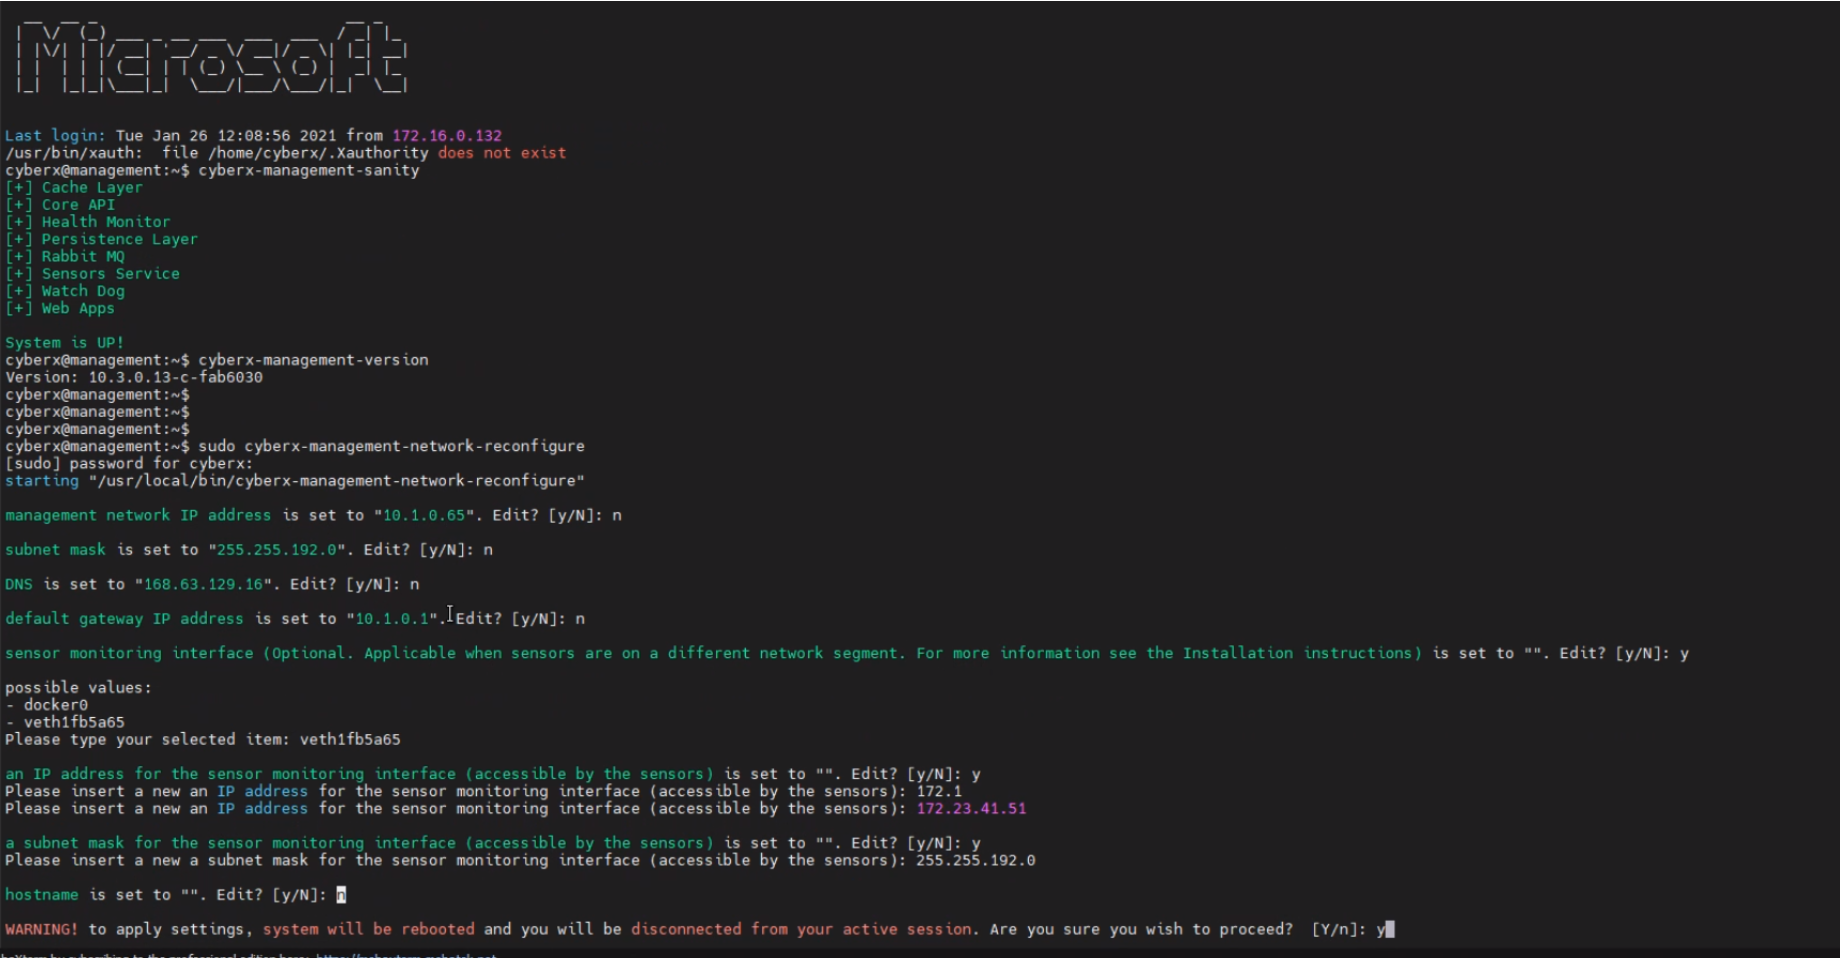 Microsoft
Last login: Tue Jan 26 12:08:56 2021 from 172.16.0.132
/usr/bin/xauth:  file /home/cyberx/.Xauthority does not exist
cyberx@management:~$ cyberx-management-sanity
[+] Cache Layer
[+] Core API
[+] Health Monitor
[+] Persistence Layer
[+] Rabbit MQ
[+] Sensors Service
[+] Watch Dog
[+] Web Apps
System is UP!
cyberx@management:~$ cyberx-management-version
Version: 10.3.0.13-c-fab6030
cyberx@management:~$
cyberx@management:~$
cyberx@management:~$
cyberx@management:~$ sudo cyberx-management-network-reconfigure
[sudo] password for cyberx:
starting "/usr/local/bin/cyberx-management-network-reconfigure"
management network IP address is set to "10.1.0.65". Edit? [y/N]: n
subnet mask is set to "255.255.192.0". Edit? [y/N]: n
DNS is set to "168.63.129.16". Edit? [y/N]: n
default gateway IP address is set to "10.1.0.1". Edit? [y/N]: n
sensor monitoring interface (Optional. Applicable when sensors are on a different network segment. For more information see the Installation instructions) is set to "". Edit? [y/N]: y
possible values:
- docker0
- veth1fb5a65
Please type your selected item: veth1fb5a65
an IP address for the sensor monitoring interface (accessible by the sensors) is set to "". Edit? [y/N]: y
Please insert a new an IP address for the sensor monitoring interface (accessible by the sensors): 172.1
Please insert a new an IP address for the sensor monitoring interface (accessible by the sensors): 172.23.41.51
a subnet mask for the sensor monitoring interface (accessible by the sensors) is set to "". Edit? [y/N]: y
Please insert a new a subnet mask for the sensor monitoring interface (accessible by the sensors): 255.255.192.0
hostname is set to "". Edit? [y/N]: n
WARNING! to apply settings, system will be rebooted and you will be disconnected from your active session. Are you sure you wish to proceed?  [Y/n]: y